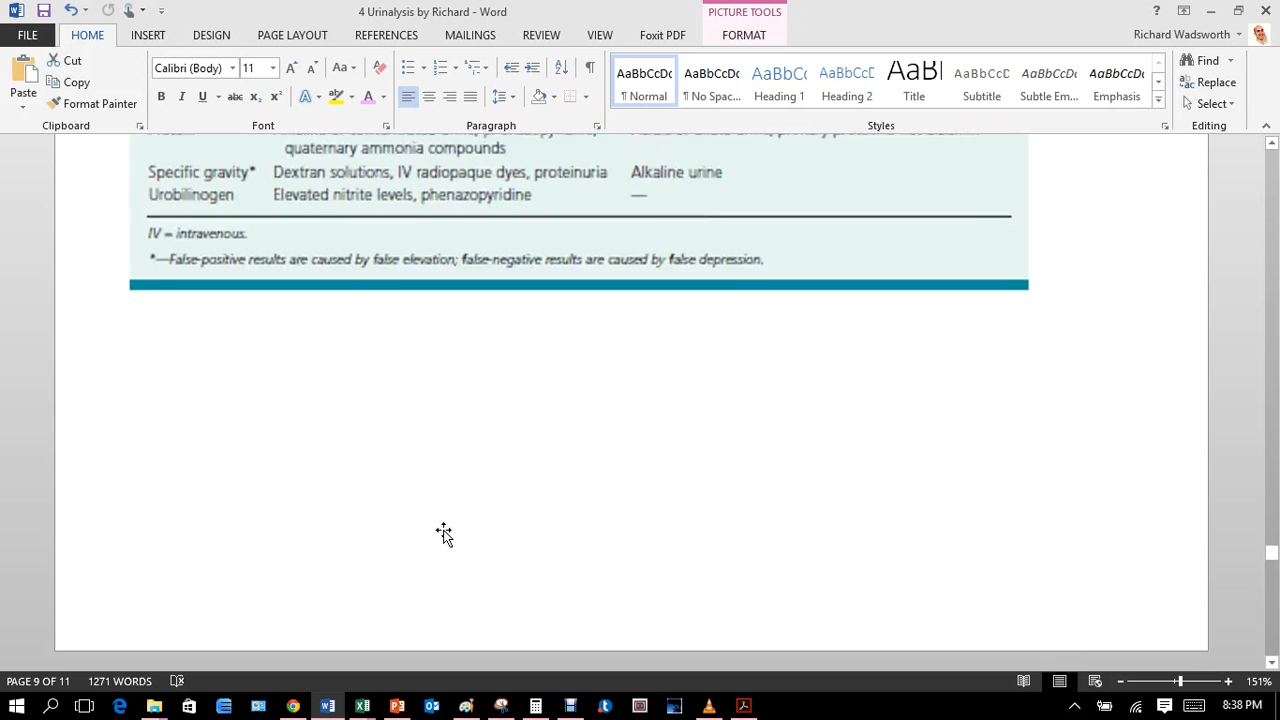 4 Urinalysis by Richard - Word
PICTURE TOOLS
FILE HOME INSERT DESIGN PAGE LAYOUT REFERENCES MAILINGS REVIEW VIEW Foxit PDF FORMAT Richard Wadsworth
Paste Cut
Copy
Format Painter
Calibri (Body) 11
AaBbCcDc AaBbCcDc AaBbCc AaBbCcD AaBl AaBbCcD AaBbCcDc AaBbCcDc
¶ Normal ¶ No Spac... Heading 1 Heading 2 Title Subtitle Subtle Em... Emphasis
Find
Replace
Select
Clipboard Font Paragraph Styles Editing
quaternary ammonia compounds
Specific gravity* Dextran solutions, IV radiopaque dyes, proteinuria Alkaline urine
Urobilinogen Elevated nitrite levels, phenazopyridine —
IV = intravenous.
*—False-positive results are caused by false elevation; false-negative results are caused by false depression.
PAGE 9 OF 11 1271 WORDS 151%
8:38 PM